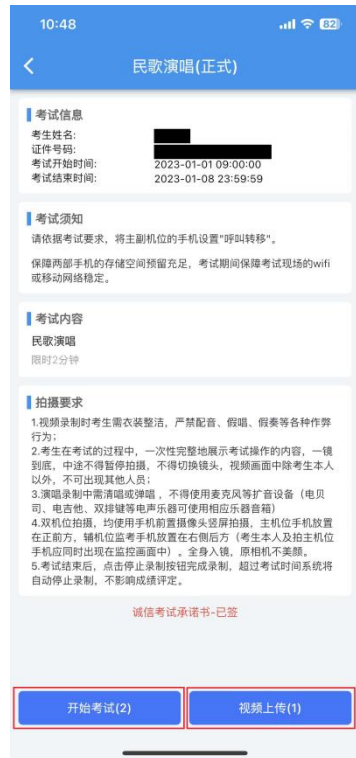 10:48
82
民歌演唱(正式)
考试信息
考生姓名:
证件号码:
考试开始时间: 2023-01-01 09:00:00
考试结束时间: 2023-01-08 23:59:59
考试须知
请依据考试要求，将主副机位的手机设置"呼叫转移"。
保障两部手机的存储空间预留充足，考试期间保障考试现场的wifi
或移动网络稳定。
考试内容
民歌演唱
限时2分钟
拍摄要求
1.视频录制时考生需衣装整洁，严禁配音、假唱、假奏等各种作弊
行为；
2.考生在考试的过程中，一次性完整地展示考试操作的内容，一镜
到底，中途不得暂停拍摄，不得切换镜头，视频画面中除考生本人
以外，不可出现其他人员；
3.演唱录制中需清唱或弹唱 ，不得使用麦克风等扩音设备（电贝
司、电吉他、双排键等电声乐器可使用相应乐器音箱）
4.双机位拍摄，均使用手机前置摄像头竖屏拍摄，主机位手机放置
在正前方，辅机位监考手机放置在右侧后方（考生本人及拍主机位
手机应同时出现在监控画面中）。全身入镜，原相机不美颜。
5.考试结束后，点击停止录制按钮完成录制，超过考试时间系统将
自动停止录制，不影响成绩评定。
诚信考试承诺书-已签
开始考试(2)
视频上传(1)